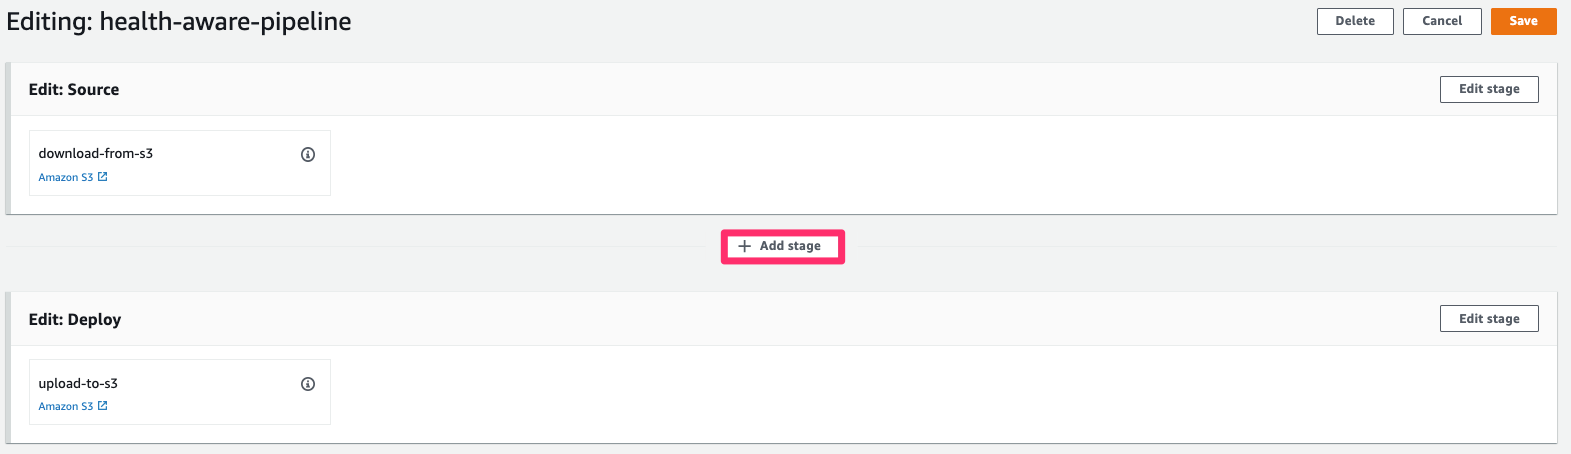 Editing: health-aware-pipeline
Delete
Cancel
Save
Edit: Source
Edit stage
download-from-s3
Amazon S3
Add stage
Edit: Deploy
Edit stage
upload-to-s3
Amazon S3